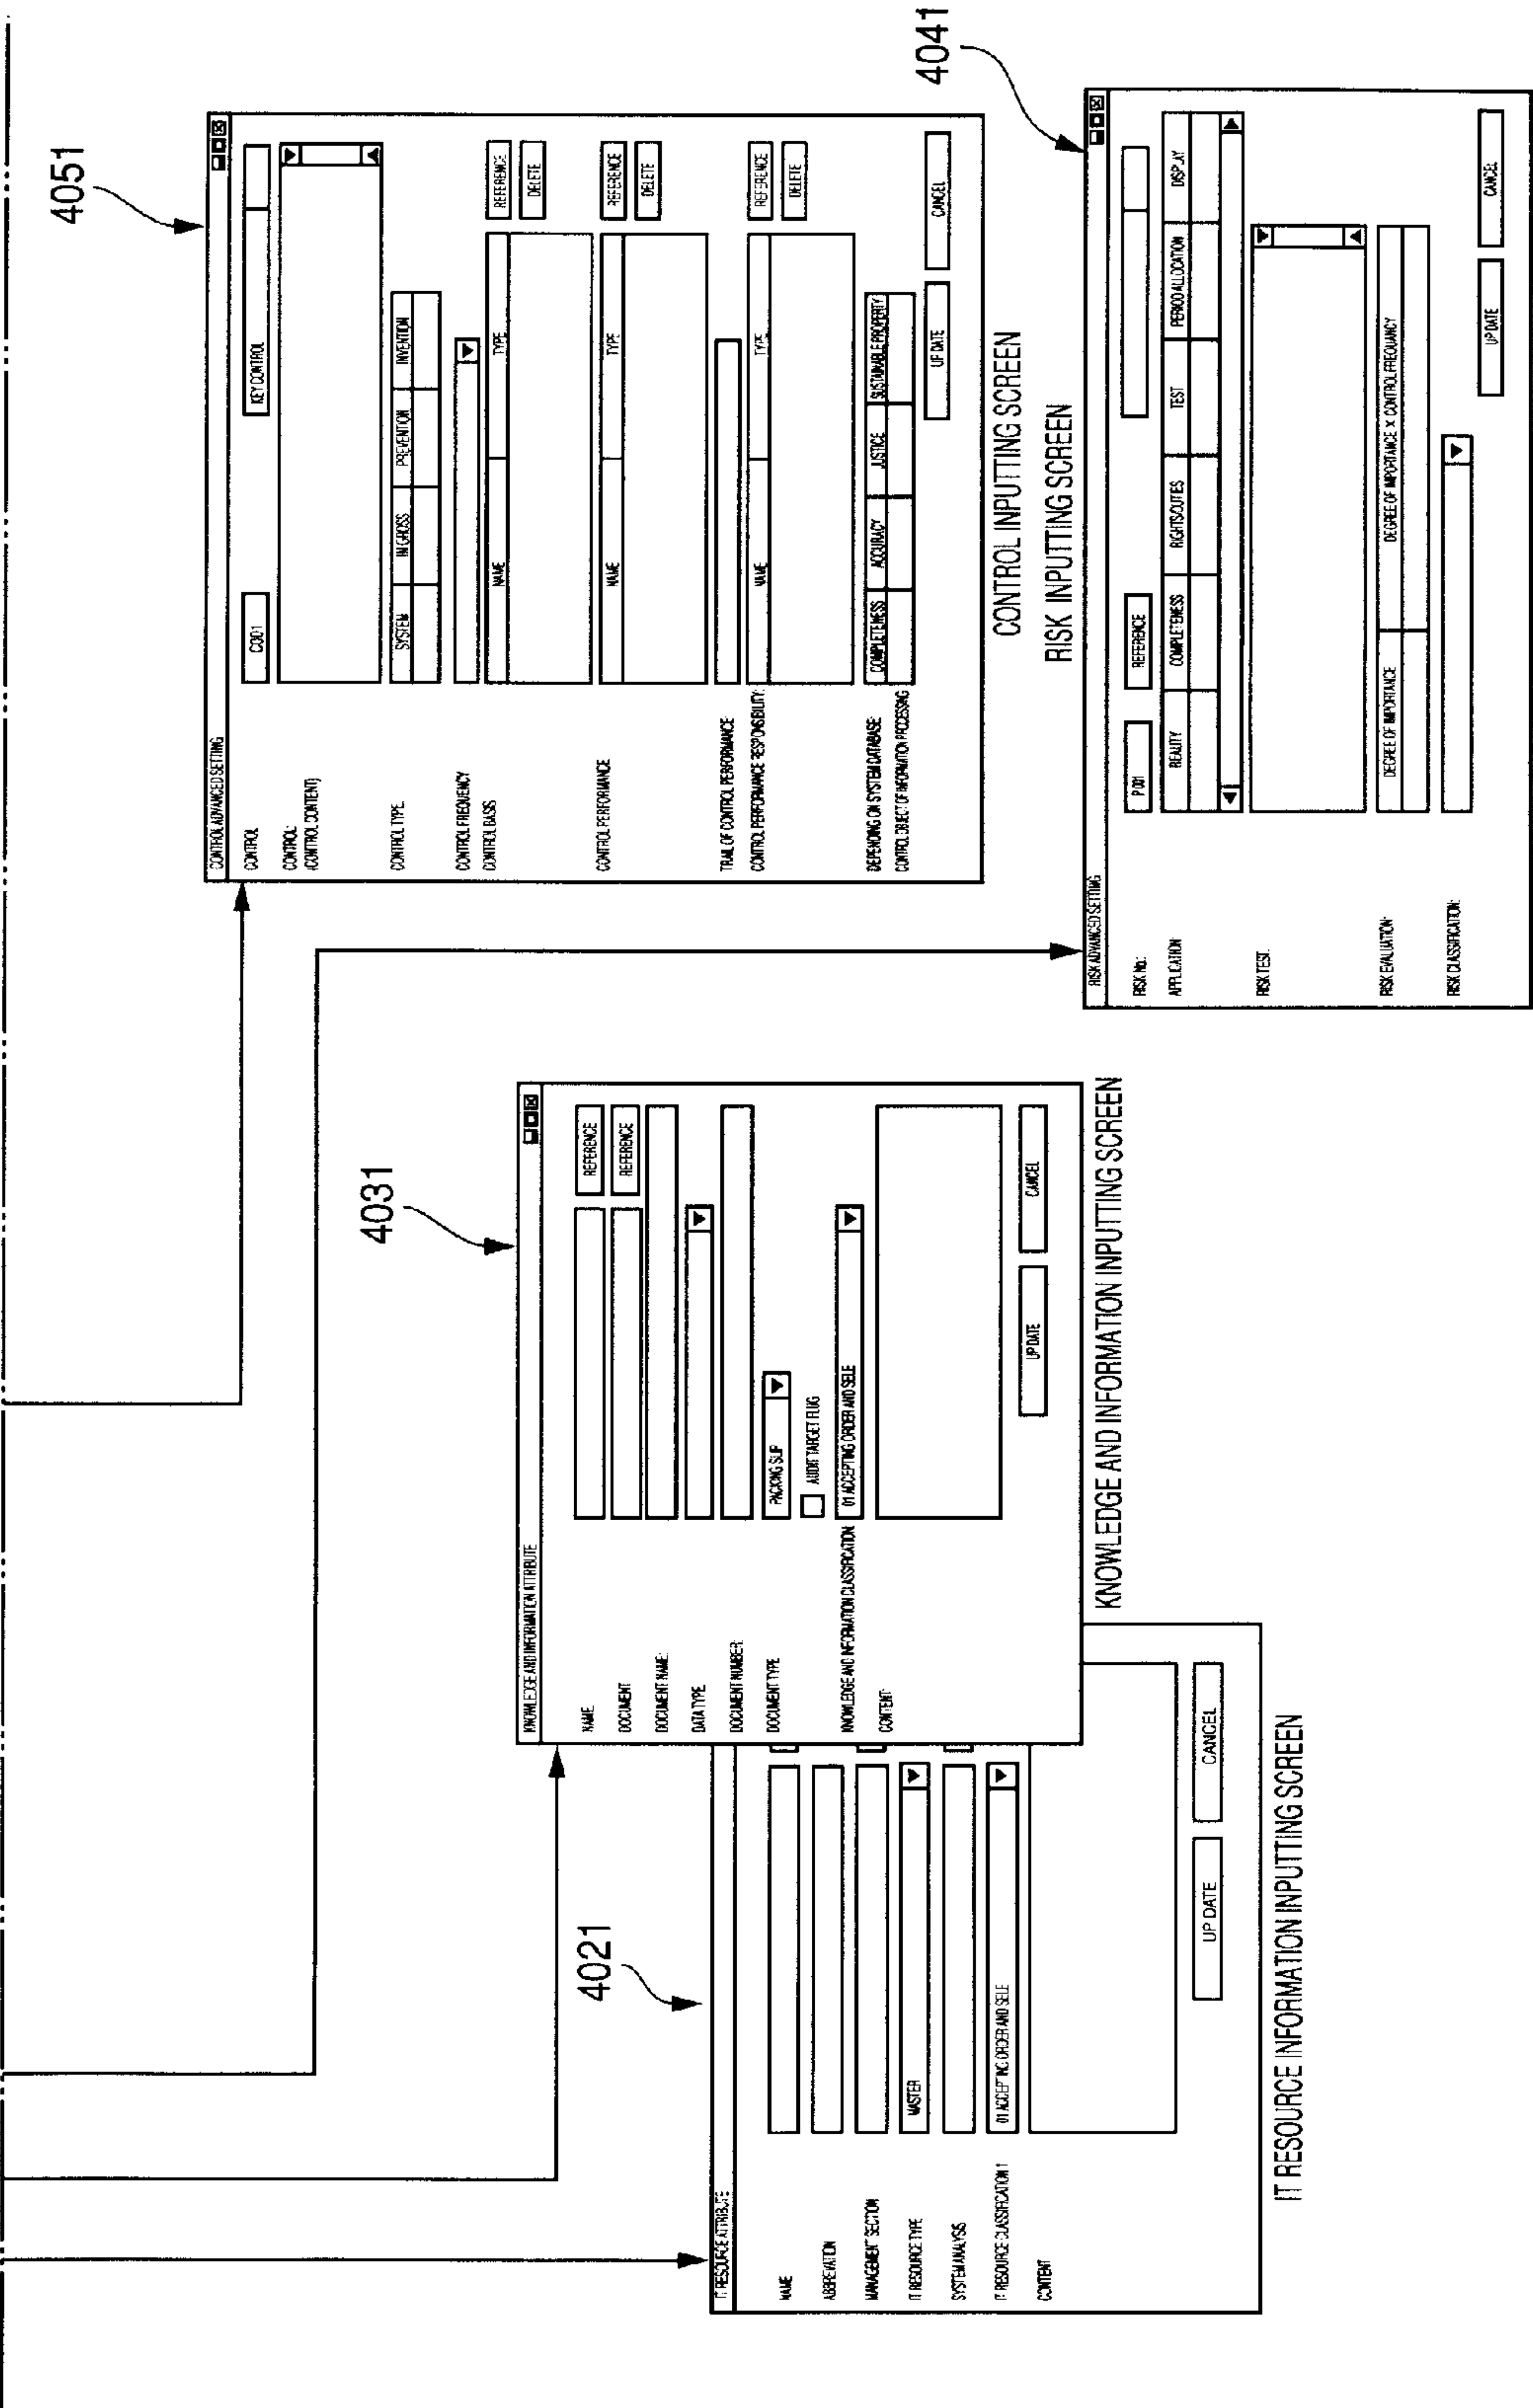 4051
CONTROL ADVANCED SETTING
CONTROL
C001
KEY CONTROL
CONTROL:
(CONTROL CONTENT)
CONTROL TYPE:
SYSTEM
IN GROSS
PREVENTION
INVENTION
CONTROL FREQUENCY
CONTROL BASIS
NAME
TYPE
REFERENCE
DELETE
CONTROL PERFORMANCE
NAME
TYPE
REFERENCE
DELETE
TRAIL OF CONTROL PERFORMANCE:
CONTROL PERFORMANCE RESPONSIBILITY:
NAME
TYPE
REFERENCE
DELETE
DEPENDING ON SYSTEM DATABASE:
CONTROL OBJECT OF INFORMATION PROCESSING
COMPLETENESS
ACCURACY
JUSTICE
SUSTAINABLE PROPERTY
UP DATE
CANCEL
CONTROL INPUTTING SCREEN
RISK INPUTTING SCREEN
4041
RISK ADVANCED SETTING
RISK No.:
REFERENCE
APPLICATION:
REALITY
COMPLETENESS
RIGHTS/DUTIES
TEST
PERIOD ALLOCATION
DISPLAY
RISK TEST:
RISK EVALUATION:
DEGREE OF IMPORTANCE
DEGREE OF IMPORTANCE × CONTROL FREQUANCY
RISK CLASSIFICATION:
UP DATE
CANCEL
4031
KNOWLEDGE AND INFORMATION ATTRIBUTE
NAME:
REFERENCE
DOCUMENT
REFERENCE
DOCUMENT NAME:
DATA TYPE
DOCUMENT NUMBER:
DOCUMENT TYPE
PACKING SLIP
AUDIT TARGET FLUG
KNOWLEDGE AND INFORMATION CLASSIFICATION:
01 ACCEPTING ORDER AND SELE
CONTENT:
UP DATE
CANCEL
KNOWLEDGE AND INFORMATION INPUTTING SCREEN
4021
IT RESOURCE ATTRIBUTE
NAME
ABBREVATION
MANAGEMENT SECTION
IT RESOURCE TYPE
MASTER
SYSTEM ANALYSIS
IT RESOURCE CLASSIFICATION 1
01 ACCEPTING ORDER AND SELE
CONTENT
UP DATE
CANCEL
IT RESOURCE INFORMATION INPUTTING SCREEN